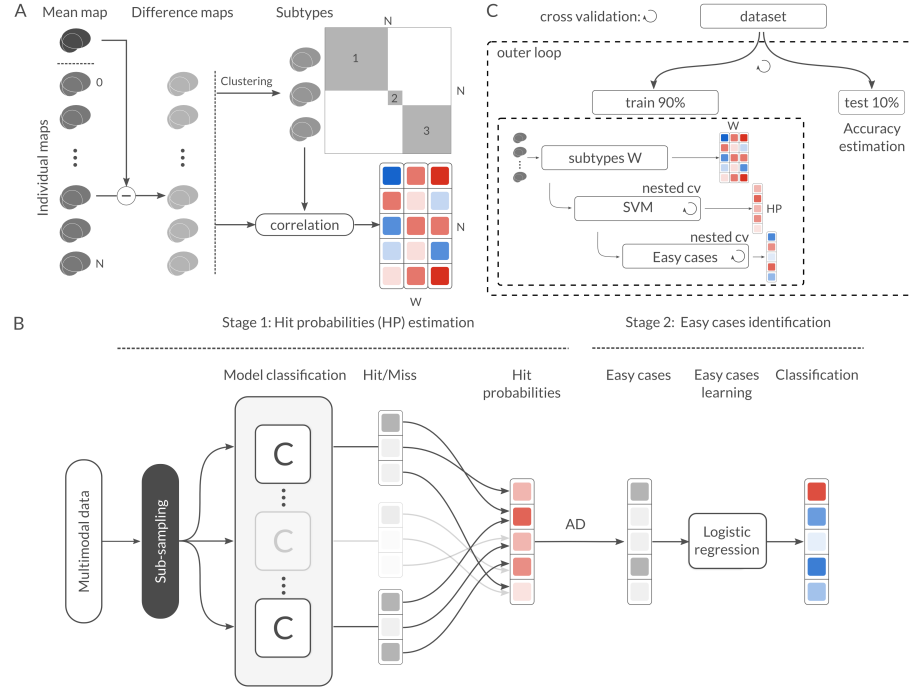 A
Mean map
Difference maps
Subtypes
N
Individual maps
0
N
Clustering
1
2
3
N
correlation
N
W
C
cross validation:
dataset
outer loop
train 90%
test 10%
Accuracy
estimation
W
subtypes W
nested cv
SVM
HP
nested cv
Easy cases
B
Stage 1: Hit probabilities (HP) estimation
Stage 2: Easy cases identification
Model classification
Hit/Miss
Hit
probabilities
Easy cases
Easy cases
learning
Classification
Multimodal data
Sub-sampling
C
C
C
AD
Logistic
regression